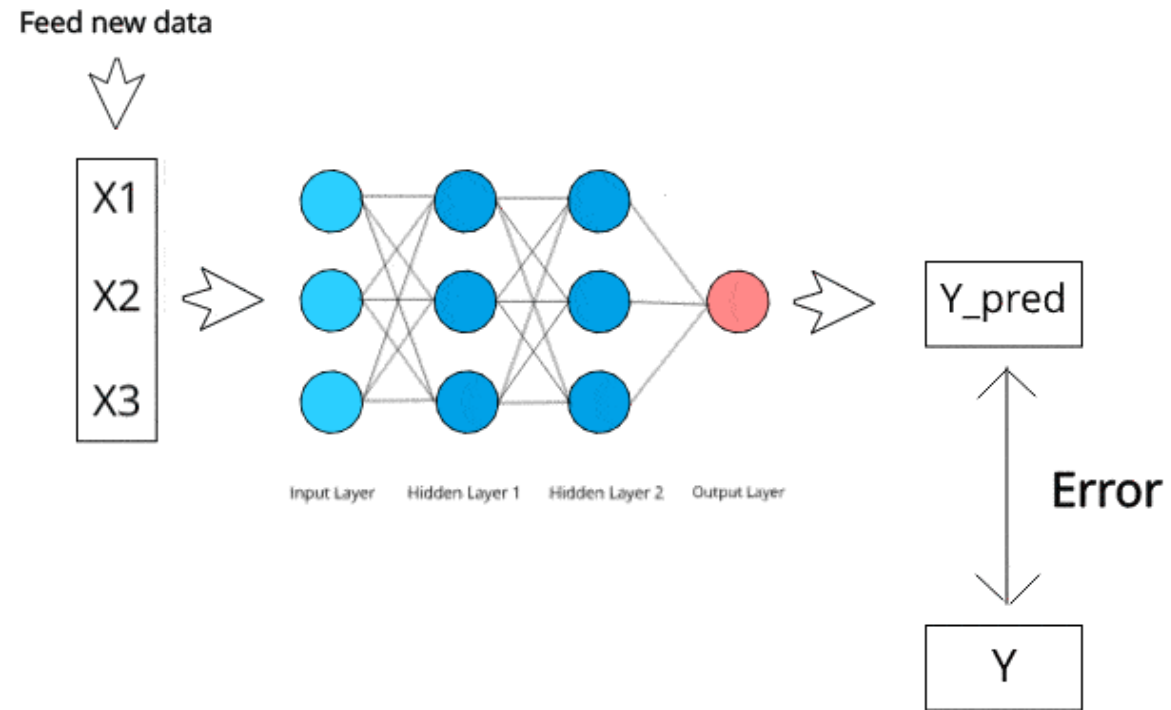 Feed new data
X1
X2
X3
Input Layer
Hidden Layer 1
Hidden Layer 2
Output Layer
Y_pred
Error
Y